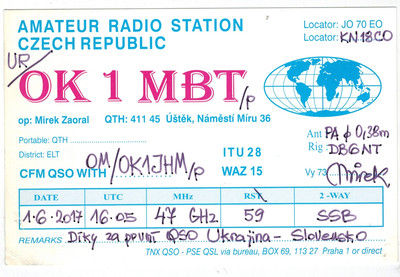 AMATEUR RADIO STATION
CZECH REPUBLIC
Locator: JO 70 EO
Locator: KN18CO
UR/
OK 1 MBT/p
op: Mirek Zaoral QTH: 411 45 Úštěk, Náměstí Míru 36
Portable: QTH
District: ELT
OM/OK1JHM/p
CFM QSO WITH
ITU 28
WAZ 15
Ant PA ϕ 0,38m
Rig DB6NT
Vy 73 Mirek
DATE UTC MHz RST 2 - WAY
1.6.2017 16.05 47 GHz 59 SSB
REMARKS Díky za první QSO Ukrajina - Slovensko
TNX QSO - PSE QSL via bureau, BOX 69, 113 27 Praha 1 or direct